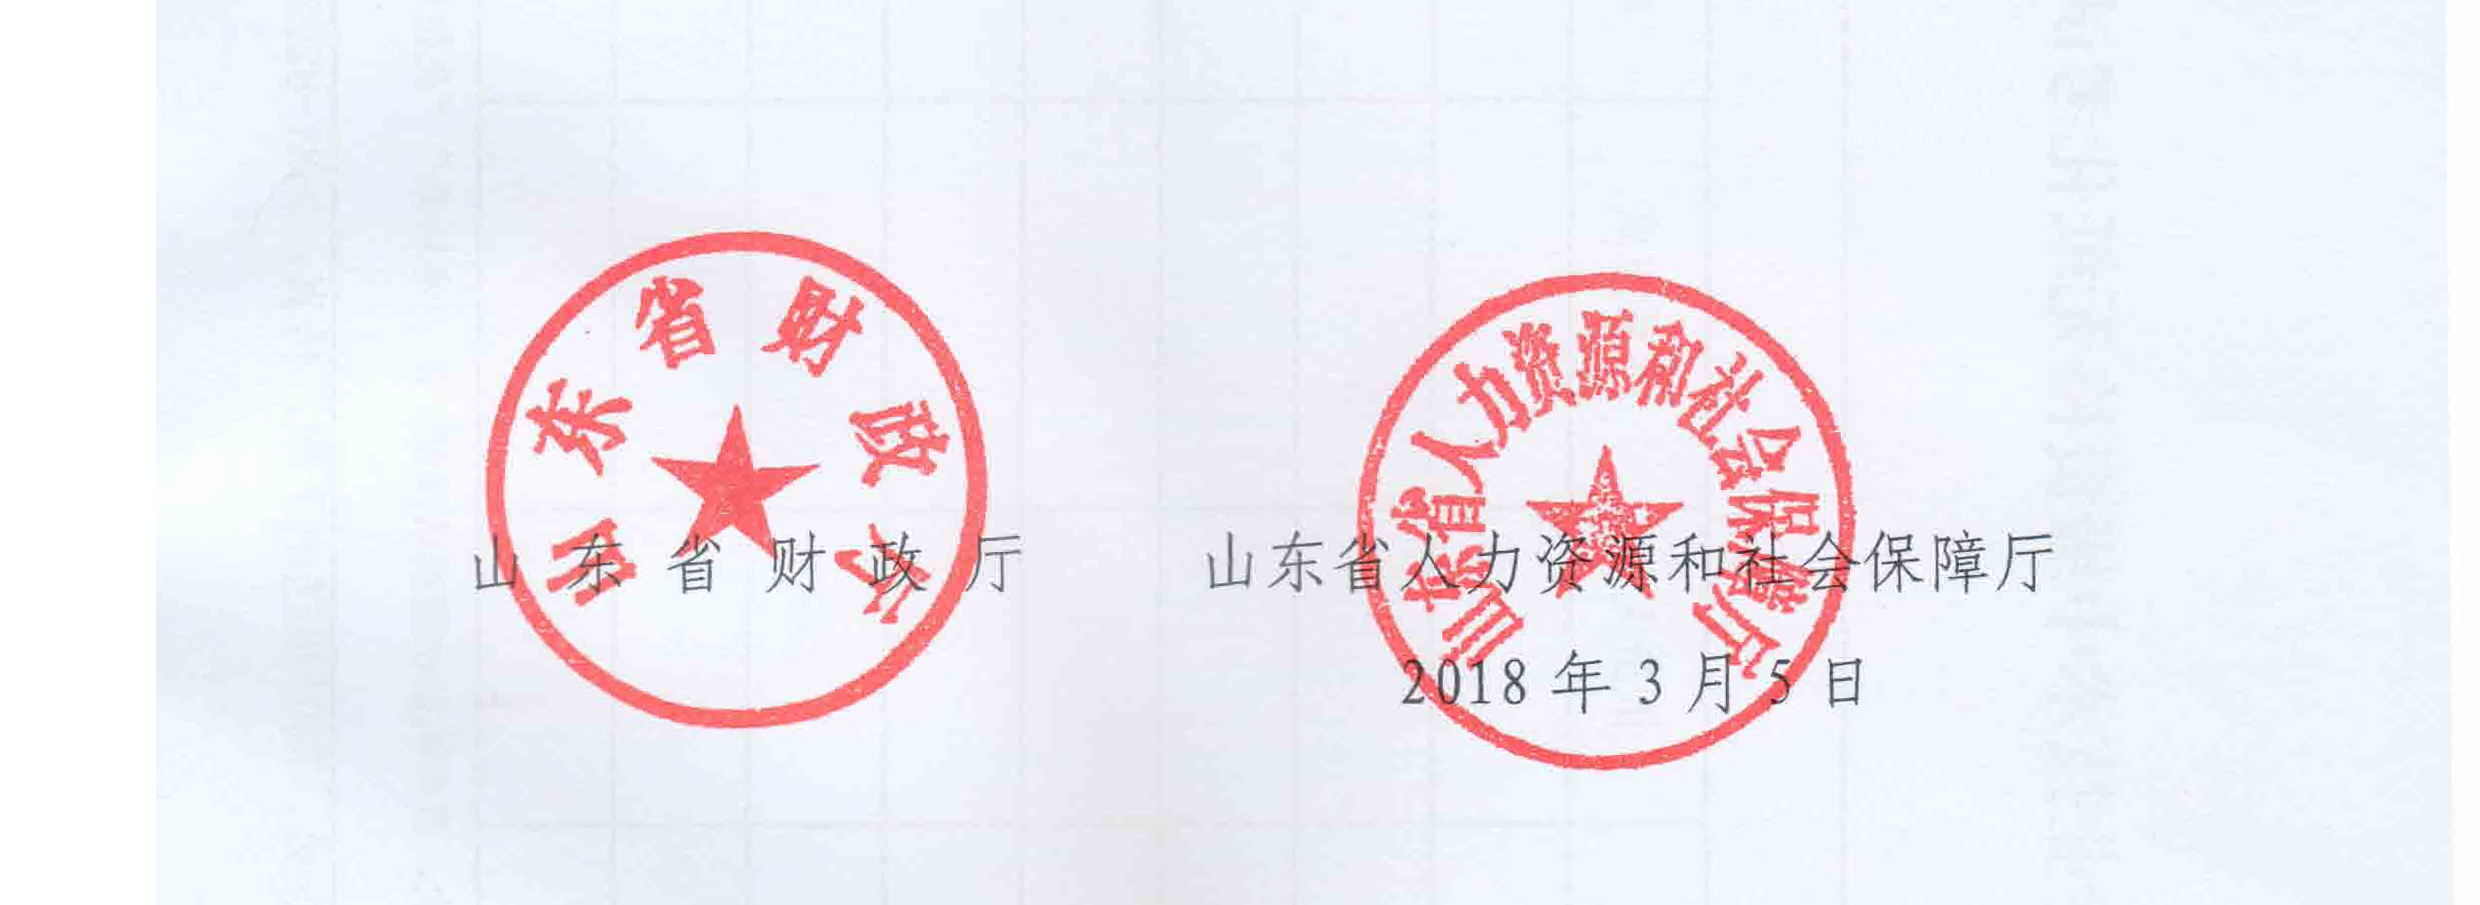 山东省财政厅
山东省人力资源和社会保障厅
山东省财政厅 山东省人力资源和社会保障厅
2018年3月5日